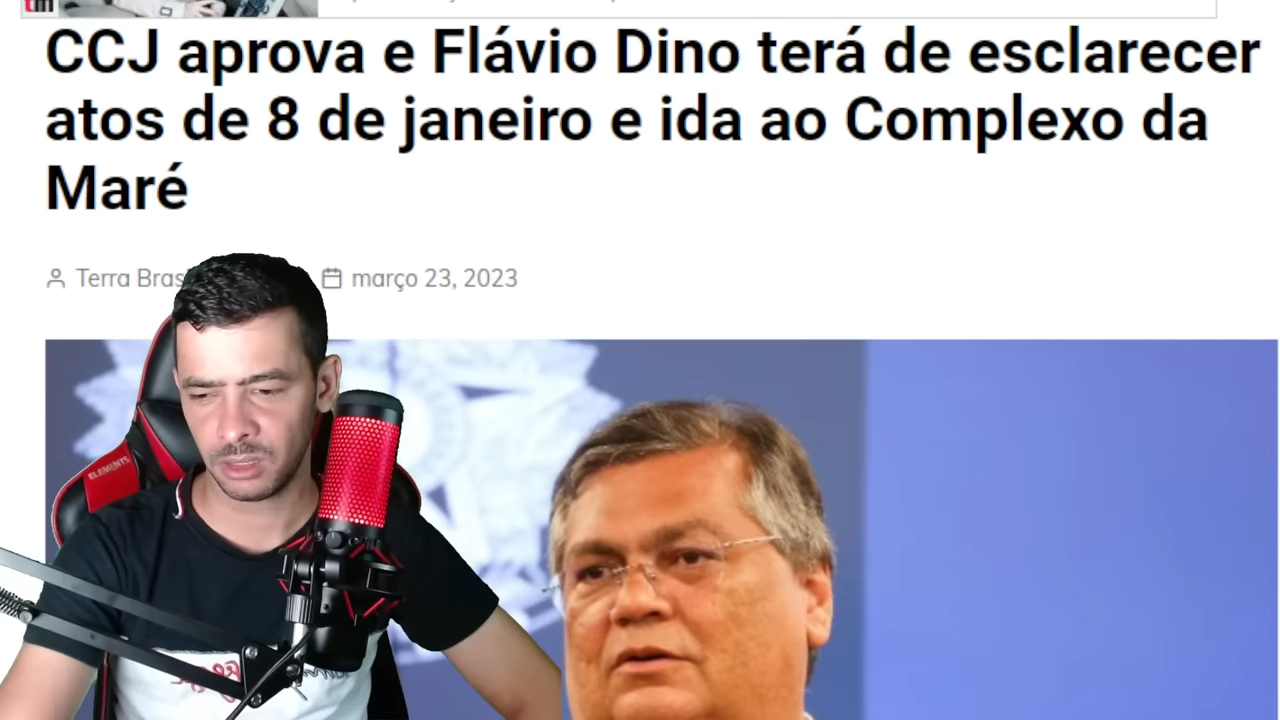 tm
CCJ aprova e Flávio Dino terá de esclarecer
atos de 8 de janeiro e ida ao Complexo da
Maré
Terra Bras março 23, 2023
ELEMENTS